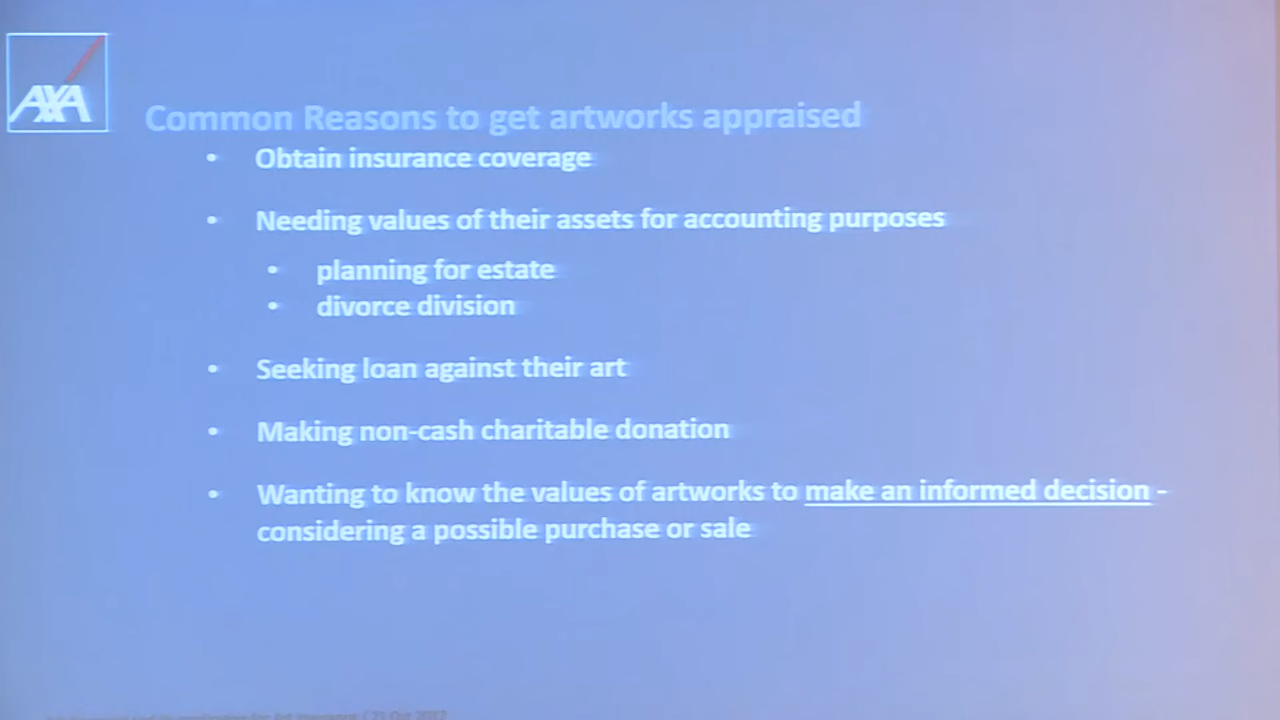 AXA
Common Reasons to get artworks appraised
• Obtain insurance coverage
• Needing values of their assets for accounting purposes
• planning for estate
• divorce division
• Seeking loan against their art
• Making non-cash charitable donation
• Wanting to know the values of artworks to make an informed decision -
considering a possible purchase or sale